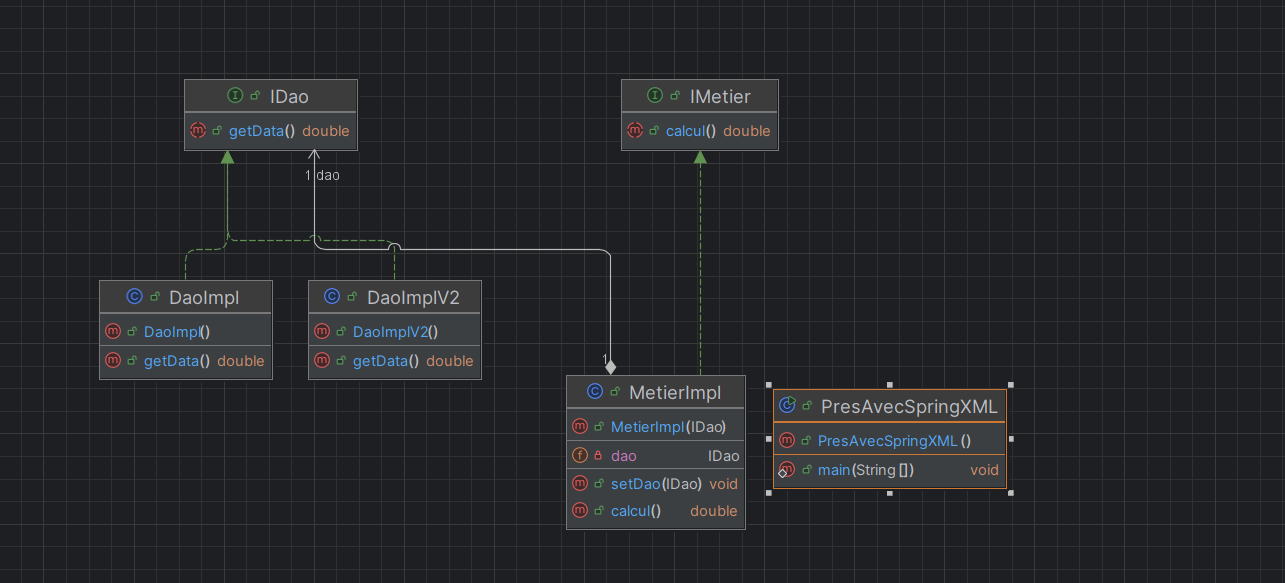 IDao
getData() double
IMetier
calcul() double
1 dao
DaoImpl
DaoImpl()
getData() double
DaoImplV2
DaoImplV2()
getData() double
1
MetierImpl
MetierImpl(IDao)
dao IDao
setDao(IDao) void
calcul() double
PresAvecSpringXML
PresAvecSpringXML()
main(String[]) void